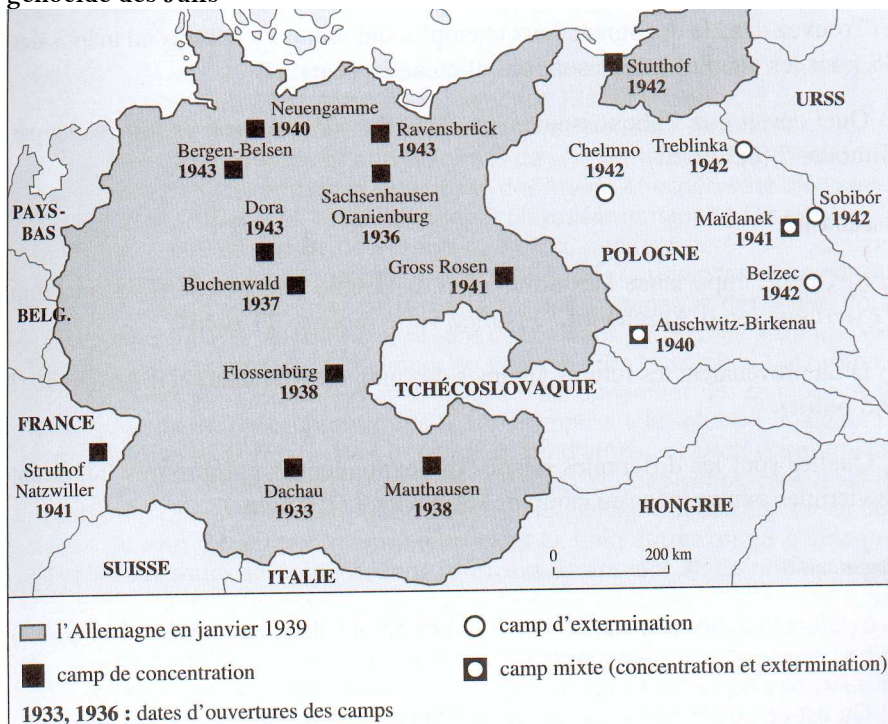 génocide des Juifs
Stutthof
1942
URSS
Neuengamme
1940
Ravensbrück
1943
Bergen-Belsen
1943
Chelmno
1942
Treblinka
1942
Sachsenhausen
Oranienburg
1936
Sobibór
1942
PAYS-
BAS
Dora
1943
Maïdanek
1941
POLOGNE
Gross Rosen
1941
Belzec
1942
Buchenwald
1937
BELG.
Auschwitz-Birkenau
1940
Flossenbürg
1938
TCHÉCOSLOVAQUIE
FRANCE
Struthof
Natzwiller
1941
Dachau
1933
Mauthausen
1938
HONGRIE
0 200 km
SUISSE
ITALIE
l'Allemagne en janvier 1939
camp d'extermination
camp de concentration
camp mixte (concentration et extermination)
1933, 1936 : dates d'ouvertures des camps